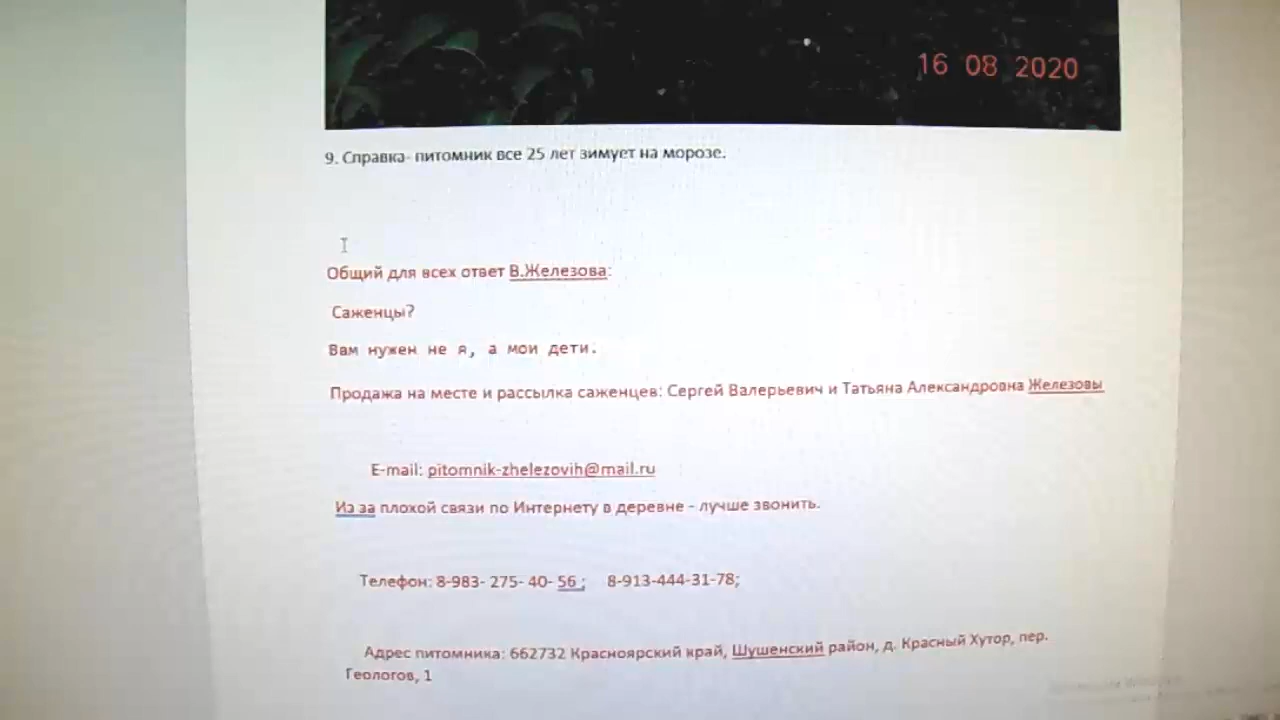 16 08 2020
9. Справка- питомник все 25 лет зимует на морозе.
Общий для всех ответ В.Железова:
Саженцы?
Вам нужен не я, а мои дети.
Продажа на месте и рассылка саженцев: Сергей Валерьевич и Татьяна Александровна Железовы
E-mail: pitomnik-zhelezovih@mail.ru
Из за плохой связи по Интернету в деревне - лучше звонить.
Телефон: 8-983- 275- 40- 56 ; 8-913-444-31-78;
Адрес питомника: 662732 Красноярский край, Шушенский район, д. Красный Хутор, пер.
Геологов, 1